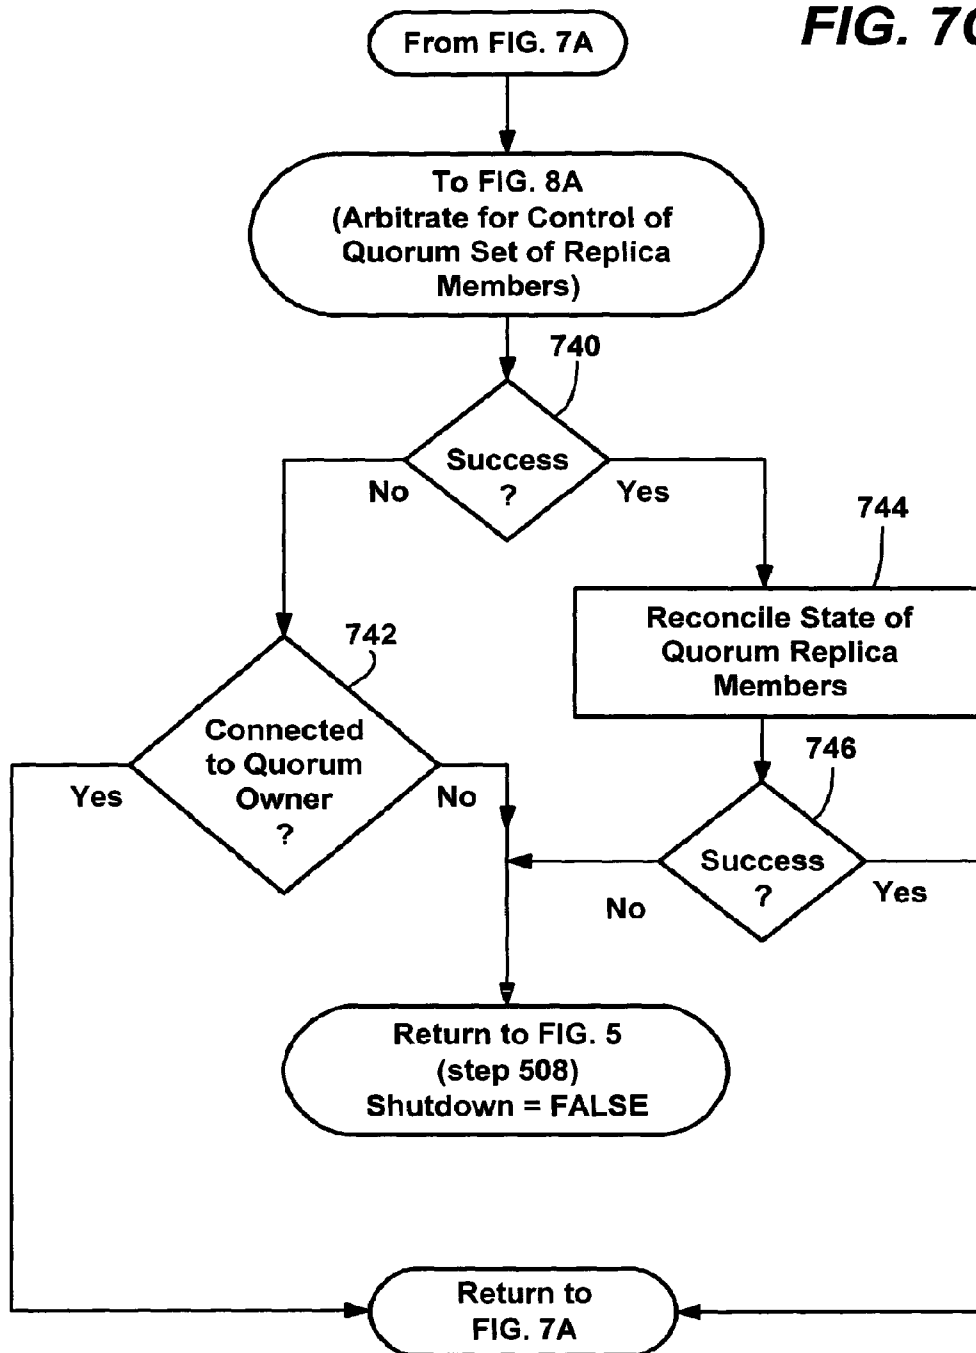 FIG. 7C
From FIG. 7A
To FIG. 8A
(Arbitrate for Control of
Quorum Set of Replica
Members)
740
Success
?
No
Yes
744
Reconcile State of
Quorum Replica
Members
742
Connected
to Quorum
Owner
?
Yes
No
746
Success
?
No
Yes
Return to FIG. 5
(step 508)
Shutdown = FALSE
Return to
FIG. 7A